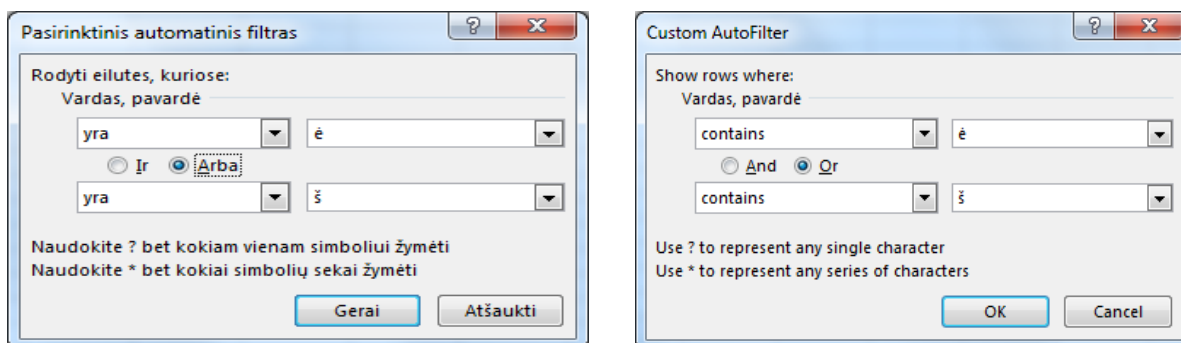 Pasirinktinis automatinis filtras
Rodyti eilutes, kuriose:
Vardas, pavardė
yra ė
Ir Arba
yra š
Naudokite ? bet kokiam vienam simboliui žymėti
Naudokite * bet kokiai simbolių sekai žymėti
Gerai Atšaukti
Custom AutoFilter
Show rows where:
Vardas, pavardė
contains ė
And Or
contains š
Use ? to represent any single character
Use * to represent any series of characters
OK Cancel